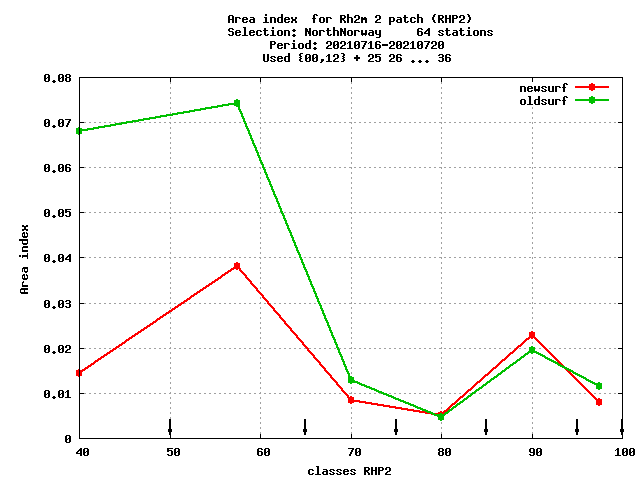 Area index  for Rh2m 2 patch (RHP2)
Selection: NorthNorway     64 stations
Period: 20210716-20210720
Used {00,12} + 25 26 ... 36
newsurf
oldsurf
0.08
0.07
0.06
0.05
0.04
0.03
0.02
0.01
0
Area index
40 50 60 70 80 90 100
classes RHP2